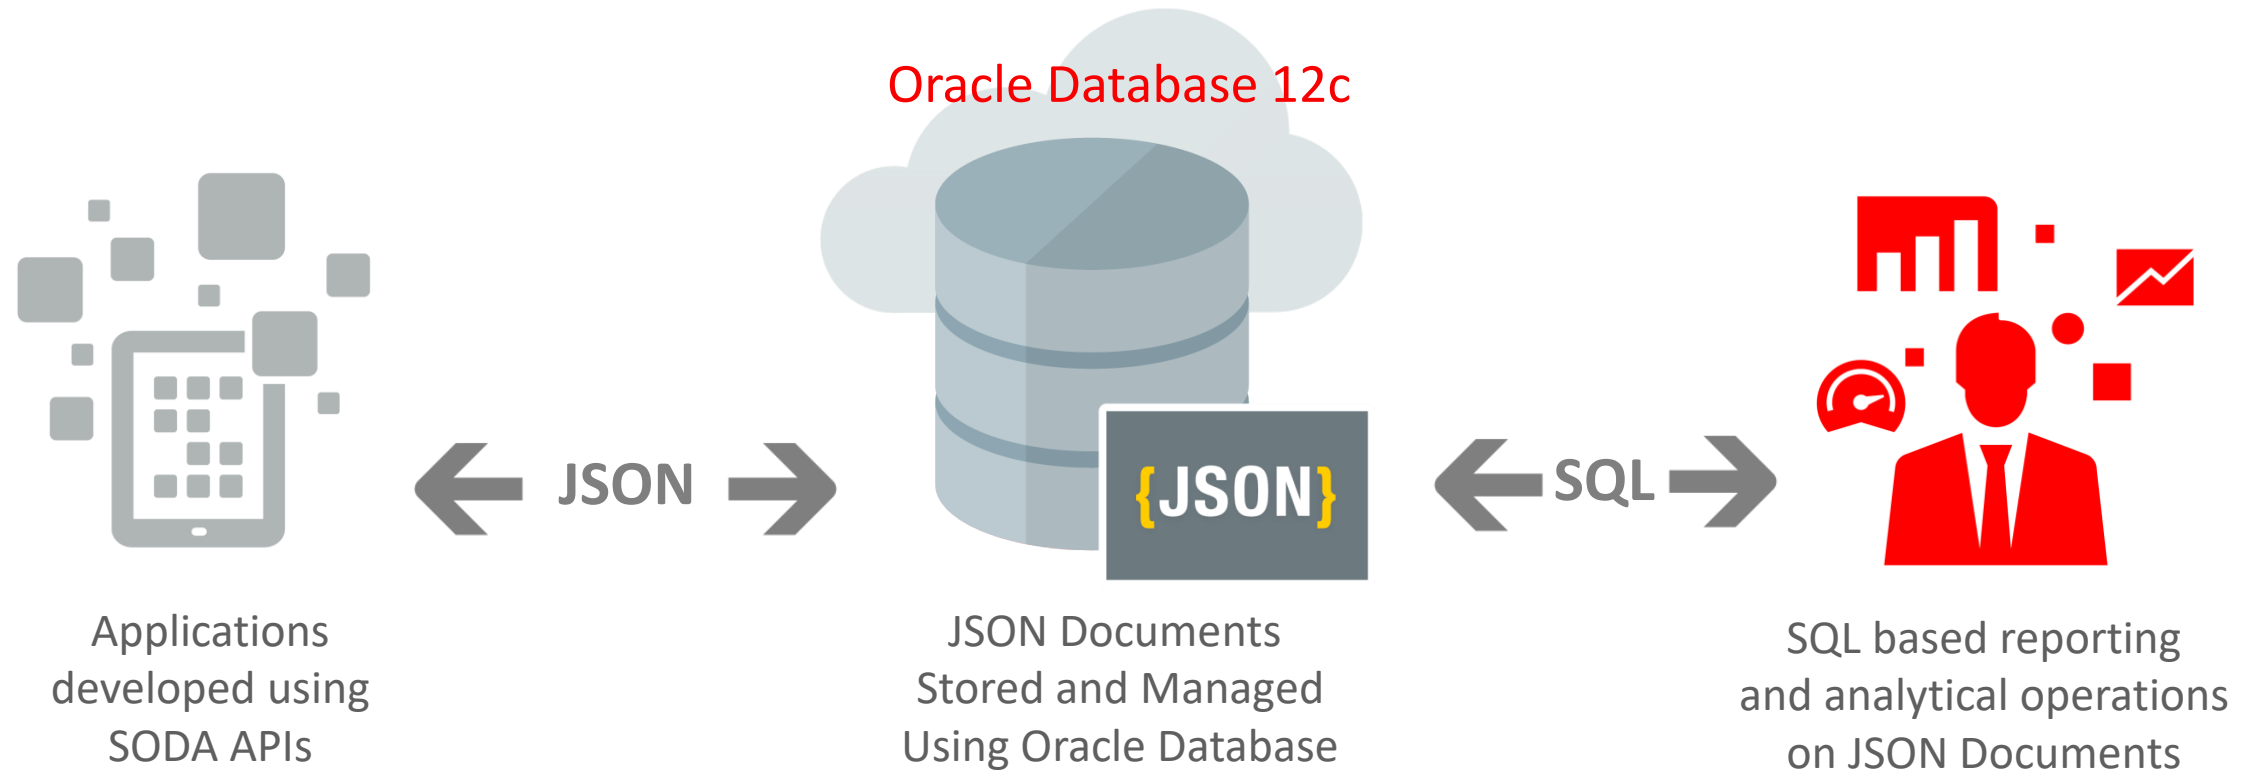 Oracle Database 12c
JSON
{JSON}
SQL
Applications
developed using
SODA APIs
JSON Documents
Stored and Managed
Using Oracle Database
SQL based reporting
and analytical operations
on JSON Documents